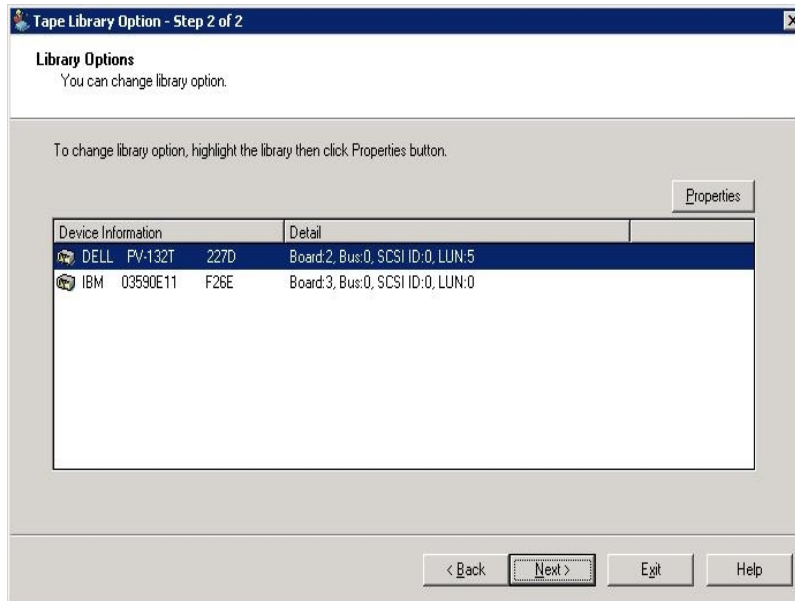 Tape Library Option - Step 2 of 2
Library Options
You can change library option.
To change library option, highlight the library then click Properties button.
Properties
Device Information Detail
DELL PV-132T 227D Board:2, Bus:0, SCSI ID:0, LUN:5
IBM 03590E11 F26E Board:3, Bus:0, SCSI ID:0, LUN:0
< Back Next > Exit Help